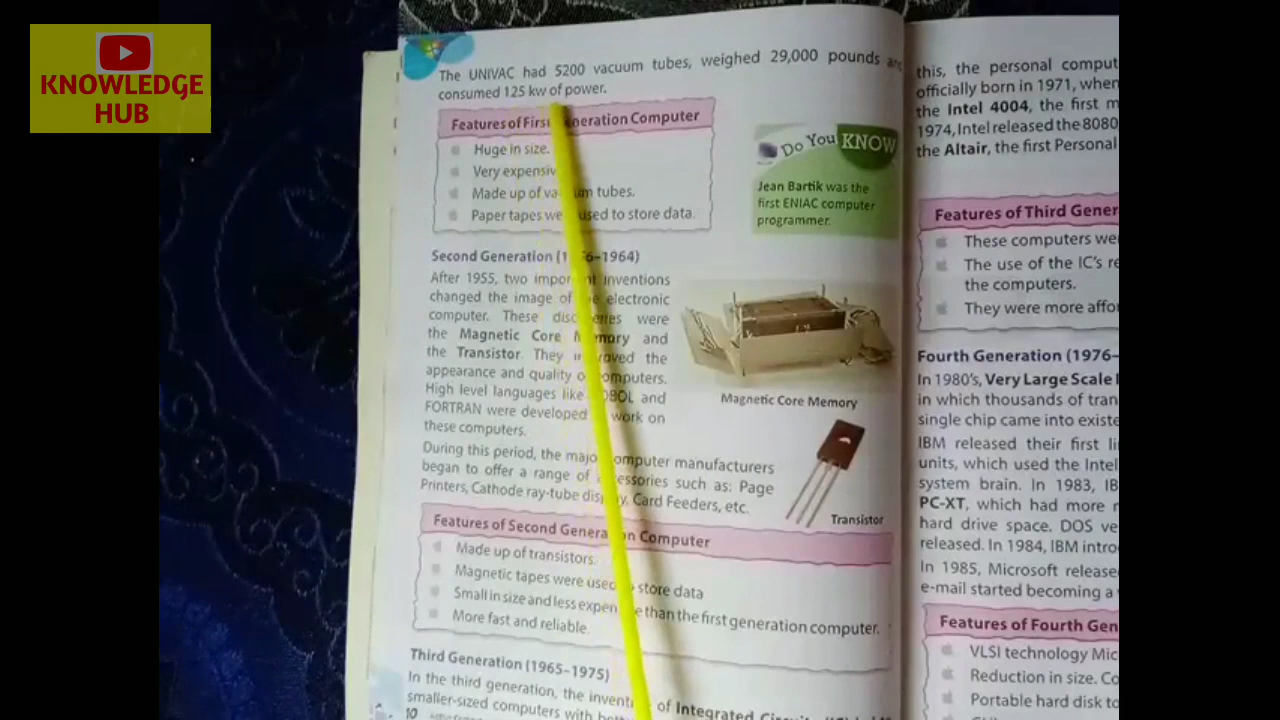 KNOWLEDGE
HUB
The UNIVAC had 5200 vacuum tubes, weighed 29,000 pounds and
consumed 125 kw of power.
Features of First Generation Computer
Huge in size.
Very expensive
Made up of vacuum tubes.
Paper tapes were used to store data.
Do You KNOW
Jean Bartik was the
first ENIAC computer
programmer.
Second Generation (1956–1964)
After 1955, two important inventions
changed the image of the electronic
computer. These discoveries were
the Magnetic Core Memory and
the Transistor. They improved the
appearance and quality of computers.
High level languages like COBOL and
FORTRAN were developed to work on
these computers.
Magnetic Core Memory
During this period, the major computer manufacturers
began to offer a range of accessories such as: Page
Printers, Cathode ray-tube display, Card Feeders, etc.
Transistor
Features of Second Generation Computer
Made up of transistors.
Magnetic tapes were used to store data
Small in size and less expensive than the first generation computer.
More fast and reliable.
Third Generation (1965–1975)
In the third generation, the invention of Integrated
smaller-sized computers with
10
this, the personal comput
officially born in 1971, when
the Intel 4004, the first m
1974, Intel released the 8080
the Altair, the first Personal
Features of Third Gener
These computers we
The use of the IC's re
the computers.
They were more affo
Fourth Generation (1976–
In 1980's, Very Large Scale I
in which thousands of tran
single chip came into existe
IBM released their first li
units, which used the Intel
system brain. In 1983, IB
PC-XT, which had more r
hard drive space. DOS ve
released. In 1984, IBM intro
In 1985, Microsoft release
e-mail started becoming a
Features of Fourth Gen
VLSI technology Mic
Reduction in size. Co
Portable hard disk to